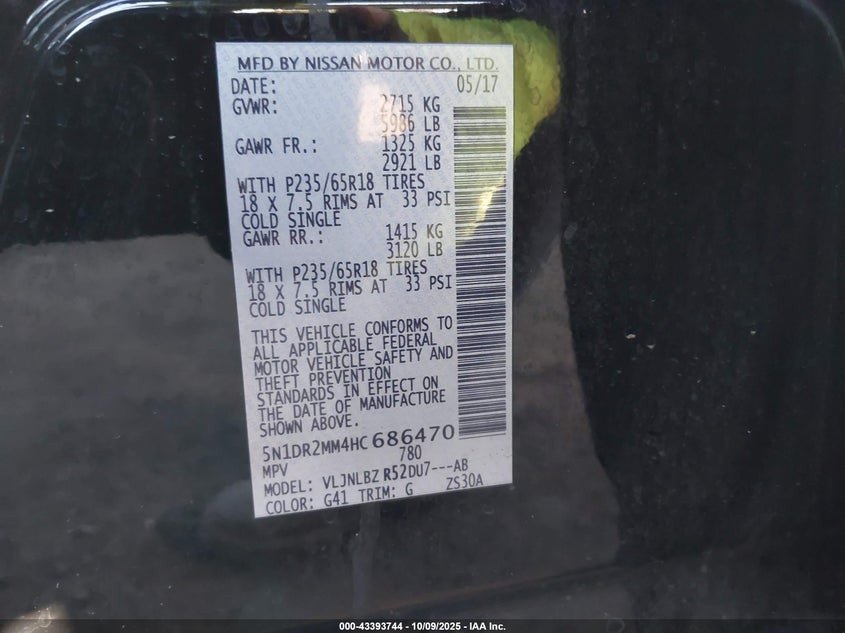 MFD BY NISSAN MOTOR CO., LTD.
DATE: 05/17
GVWR: 2715 KG
5986 LB
GAWR FR.: 1325 KG
2921 LB
WITH P235/65R18 TIRES
18 X 7.5 RIMS AT 33 PSI
COLD SINGLE
GAWR RR.: 1415 KG
3120 LB
WITH P235/65R18 TIRES
18 X 7.5 RIMS AT 33 PSI
COLD SINGLE
THIS VEHICLE CONFORMS TO
ALL APPLICABLE FEDERAL
MOTOR VEHICLE SAFETY AND
THEFT PREVENTION
STANDARDS IN EFFECT ON
THE DATE OF MANUFACTURE
SHOWN ABOVE.
5N1DR2MM4HC686470
MPV 780
MODEL: VLJNLBZ R52DU7---AB
COLOR: G41 TRIM: G ZS30A
000-43393744 - 10/09/2025 - IAA Inc.